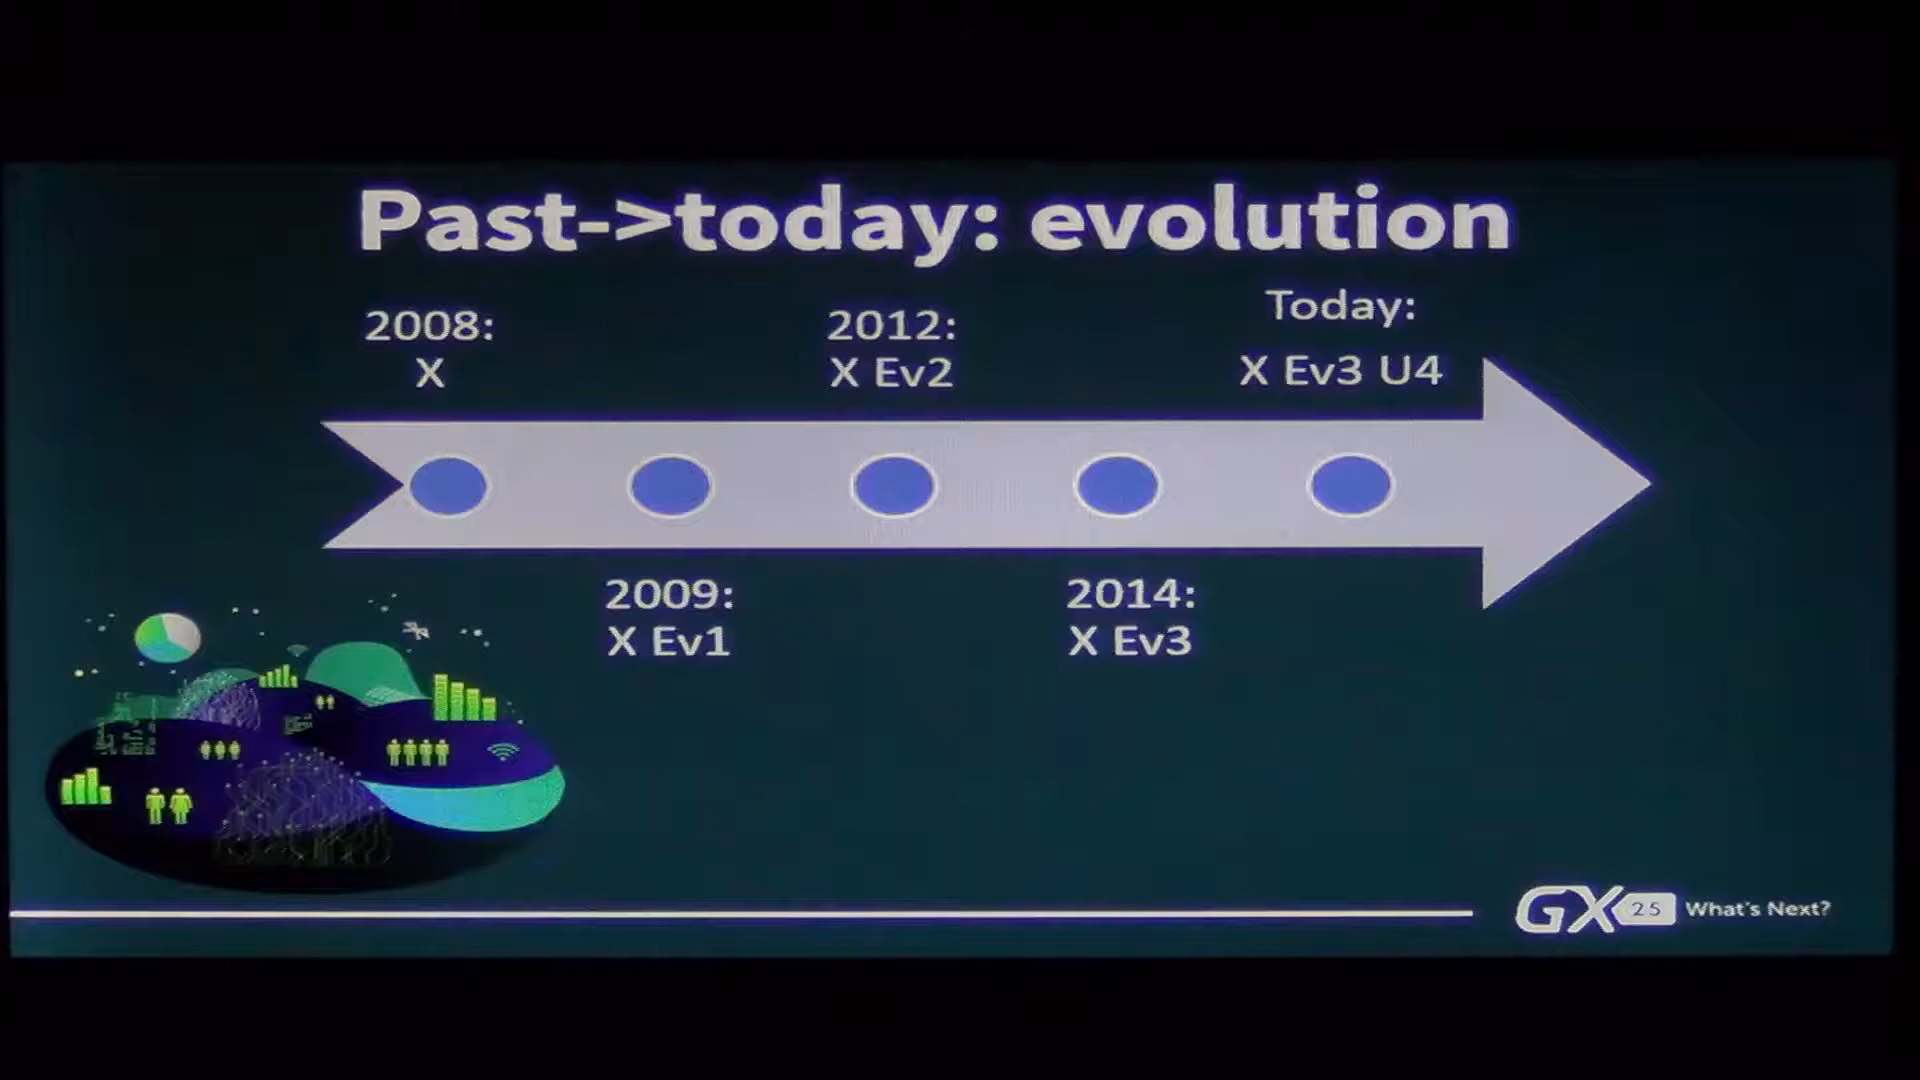 Past->today: evolution
2008:
X
2012:
X Ev2
Today:
X Ev3 U4
2009:
X Ev1
2014:
X Ev3
GX 25 What's Next?